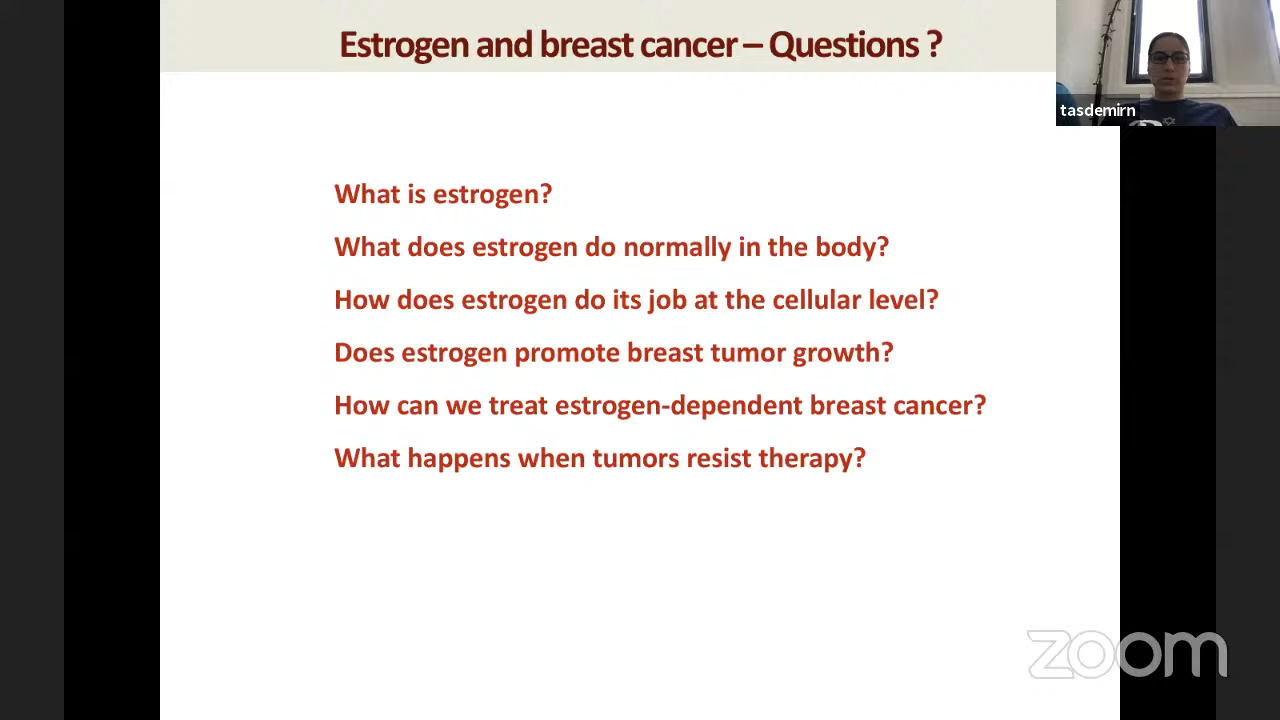 Estrogen and breast cancer – Questions ?
tasdemirn
What is estrogen?
What does estrogen do normally in the body?
How does estrogen do its job at the cellular level?
Does estrogen promote breast tumor growth?
How can we treat estrogen-dependent breast cancer?
What happens when tumors resist therapy?
zoom